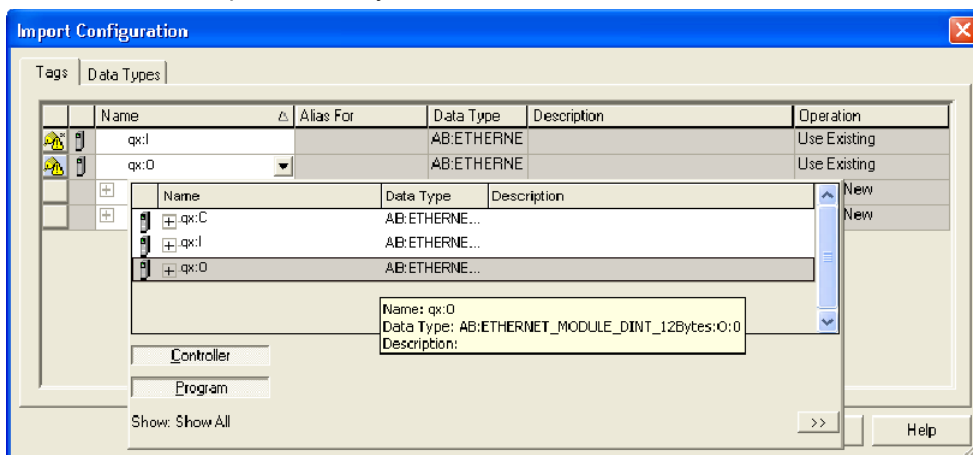 Import Configuration
Tags Data Types
Name Alias For Data Type Description Operation
qx:I AB:ETHERNE Use Existing
qx:O AB:ETHERNE Use Existing
New
New
Name Data Type Description
qx:C AB:ETHERNE...
qx:I AB:ETHERNE...
qx:O AB:ETHERNE...
Name: qx:O
Data Type: AB:ETHERNET_MODULE_DINT_12Bytes:O:0
Description:
Controller
Program
Show: Show All >>
Help